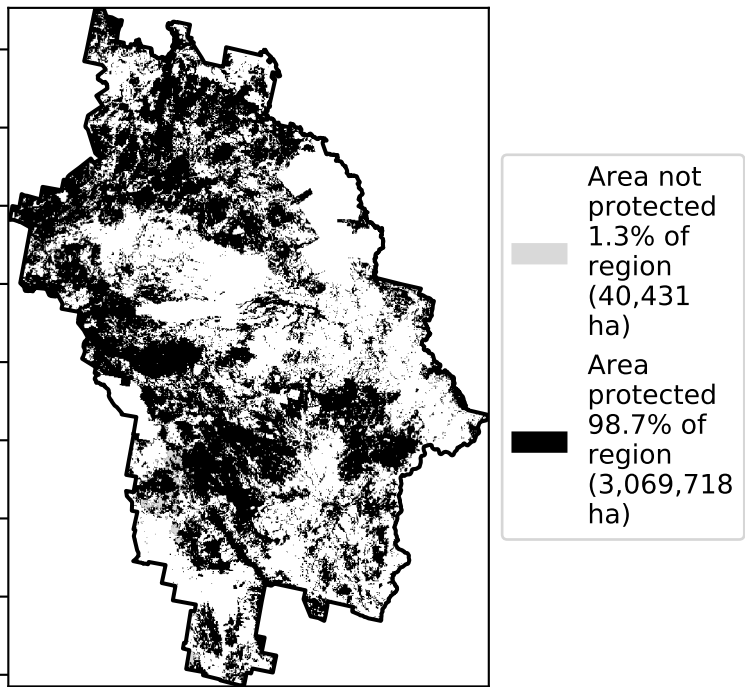 Area not
protected
1.3% of
region
(40,431
ha)
Area
protected
98.7% of
region
(3,069,718
ha)